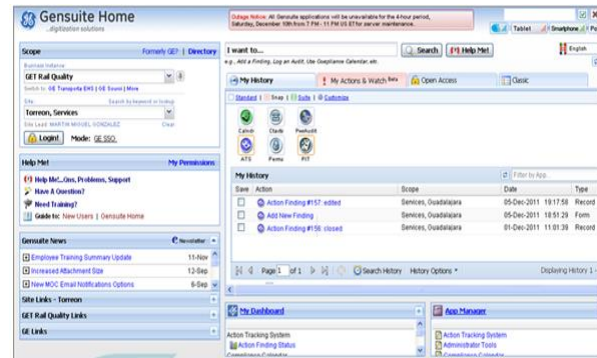 Gensuite Home
...digitization solutions
Outage Notice: All Gensuite applications will be unavailable for the 4-hour period,
Saturday, December 10th from 7 PM - 11 PM US ET for server maintenance.
Tablet
Smartphone
Scope
Formerly GE? | Directory
Business Instance
GET Rail Quality
Switch to: GE Transporta EHS | GE Sourci | More
Site
Search by keyword or lookup
Torreon, Services
Site Lead: MARTIN MIGUEL GONZALEZ
Clear
Login!
Mode: GE SSO
I want to...
Search
Help Me!
English
e.g., Add a Finding, Log an Audit, Use Compliance Calendar, etc.
My History
My Actions & Watch Beta
Open Access
Classic
Standard | Snap | Suite | Customize
Calndr
ATS
Forms
PIT
My History
Filter by App...
Save
Action
Scope
Date
Type
Action Finding #157: edited
Services, Guadalajara
05-Dec-2011 19:17:58
Record
Add New Finding
Services, Guadalajara
05-Dec-2011 18:51:29
Form
Action Finding #156: closed
Services, Guadalajara
01-Dec-2011 11:01:39
Record
Page 1 of 1
Search History
History Options
Displaying History 1 -
Help Me!
My Permissions
Help Me!...Qns, Problems, Support
Have A Question?
Need Training?
Guide to: New Users | Gensuite Home
Gensuite News
Newsletter
Employee Training Summary Update
11-Nov
Increased Attachment Size
12-Sep
New MOC Email Notifications Options
6-Sep
Site Links - Torreon
GET Rail Quality Links
GE Links
My Dashboard
Action Tracking System
Action Finding Status
Compliance Calendar
App Manager
Action Tracking System
Administrator Tools
Compliance Calendar